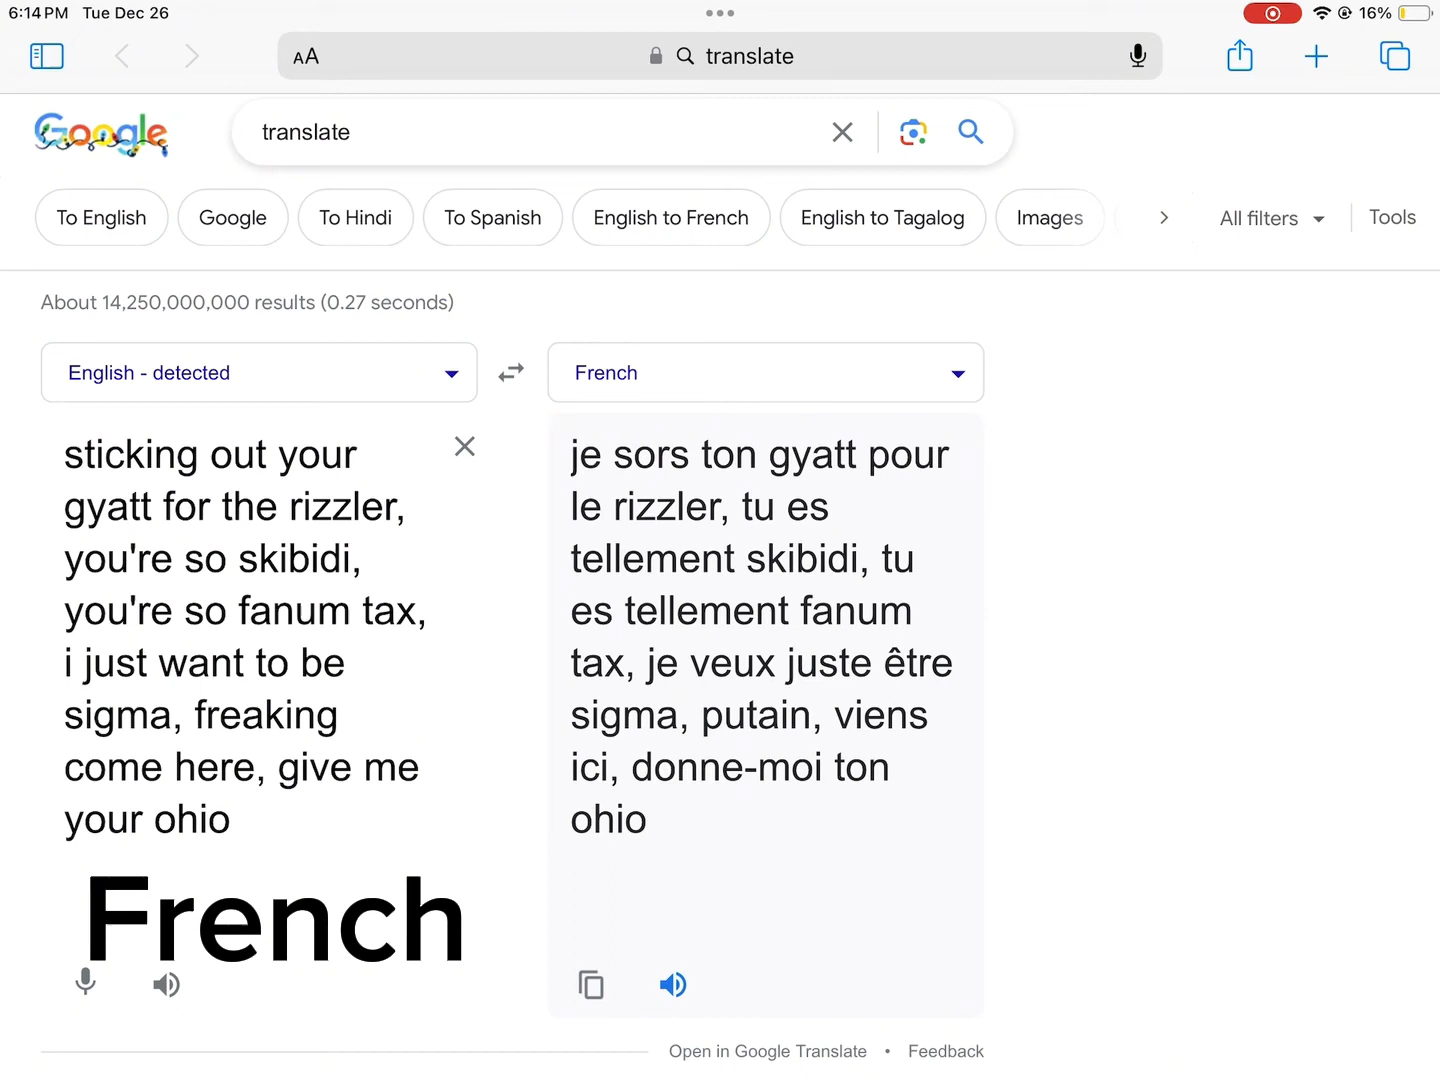 6:14 PM Tue Dec 26
16%
AA
translate
Google
translate
To English
Google
To Hindi
To Spanish
English to French
English to Tagalog
Images
All filters
Tools
About 14,250,000,000 results (0.27 seconds)
English - detected
French
sticking out your
gyatt for the rizzler,
you're so skibidi,
you're so fanum tax,
i just want to be
sigma, freaking
come here, give me
your ohio
je sors ton gyatt pour
le rizzler, tu es
tellement skibidi, tu
es tellement fanum
tax, je veux juste être
sigma, putain, viens
ici, donne-moi ton
ohio
French
Open in Google Translate • Feedback